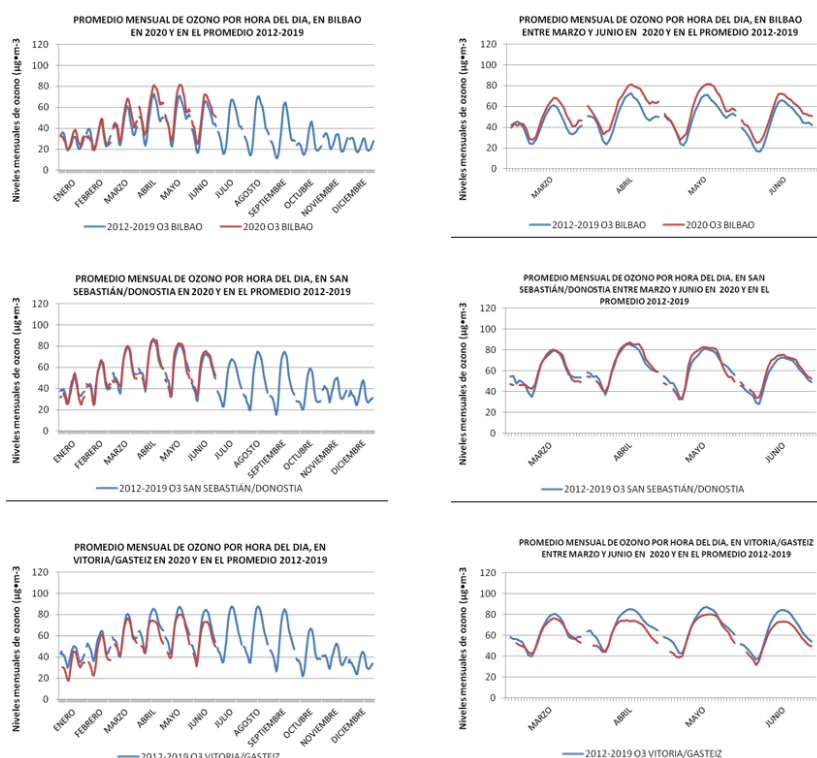 PROMEDIO MENSUAL DE OZONO POR HORA DEL DIA, EN BILBAO
EN 2020 Y EN EL PROMEDIO 2012-2019
Niveles mensuales de ozono (µg•m-3
120
100
80
60
40
20
0
ENERO
FEBRERO
MARZO
ABRIL
MAYO
JUNIO
JULIO
AGOSTO
SEPTIEMBRE
OCTUBRE
NOVIEMBRE
DICIEMBRE
2012-2019 O3 BILBAO
2020 O3 BILBAO
PROMEDIO MENSUAL DE OZONO POR HORA DEL DIA, EN BILBAO
ENTRE MARZO Y JUNIO EN 2020 Y EN EL PROMEDIO 2012-2019
Niveles mensuales de ozono (µg•m-3
120
100
80
60
40
20
0
MARZO
ABRIL
MAYO
JUNIO
2012-2019 O3 BILBAO
2020 O3 BILBAO
PROMEDIO MENSUAL DE OZONO POR HORA DEL DIA, EN SAN
SEBASTIÁN/DONOSTIA EN 2020 Y EN EL PROMEDIO 2012-2019
Niveles mensuales de ozono (µg•m-3
120
100
80
60
40
20
0
ENERO
FEBRERO
MARZO
ABRIL
MAYO
JUNIO
JULIO
AGOSTO
SEPTIEMBRE
OCTUBRE
NOVIEMBRE
DICIEMBRE
2012-2019 O3 SAN SEBASTIÁN/DONOSTIA
PROMEDIO MENSUAL DE OZONO POR HORA DEL DIA, EN SAN
SEBASTIÁN/DONOSTIA ENTRE MARZO Y JUNIO EN 2020 Y EN EL
PROMEDIO 2012-2019
Niveles mensuales de ozono (µg•m-3
120
100
80
60
40
20
0
MARZO
ABRIL
MAYO
JUNIO
2012-2019 O3 SAN SEBASTIÁN/DONOSTIA
PROMEDIO MENSUAL DE OZONO POR HORA DEL DIA, EN
VITORIA/GASTEIZ EN 2020 Y EN EL PROMEDIO 2012-2019
Niveles mensuales de ozono (µg•m-3
120
100
80
60
40
20
0
ENERO
FEBRERO
MARZO
ABRIL
MAYO
JUNIO
JULIO
AGOSTO
SEPTIEMBRE
OCTUBRE
NOVIEMBRE
DICIEMBRE
2012-2019 O3 VITORIA/GASTEIZ
PROMEDIO MENSUAL DE OZONO POR HORA DEL DIA, EN VITORIA/GASTEIZ
ENTRE MARZO Y JUNIO EN 2020 Y EN EL PROMEDIO 2012-2019
Niveles mensuales de ozono (µg•m-3
120
100
80
60
40
20
0
MARZO
ABRIL
MAYO
JUNIO
2012-2019 O3 VITORIA/GASTEIZ